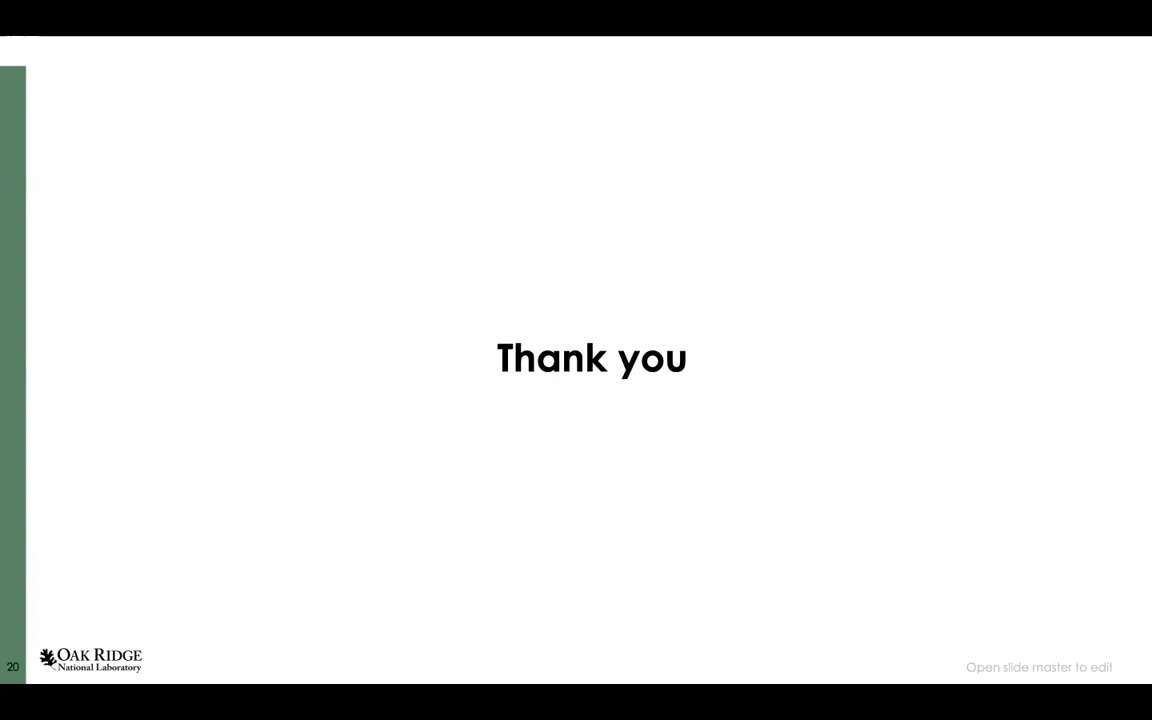 Thank you
OAK RIDGE
National Laboratory
20
Open slide master to edit